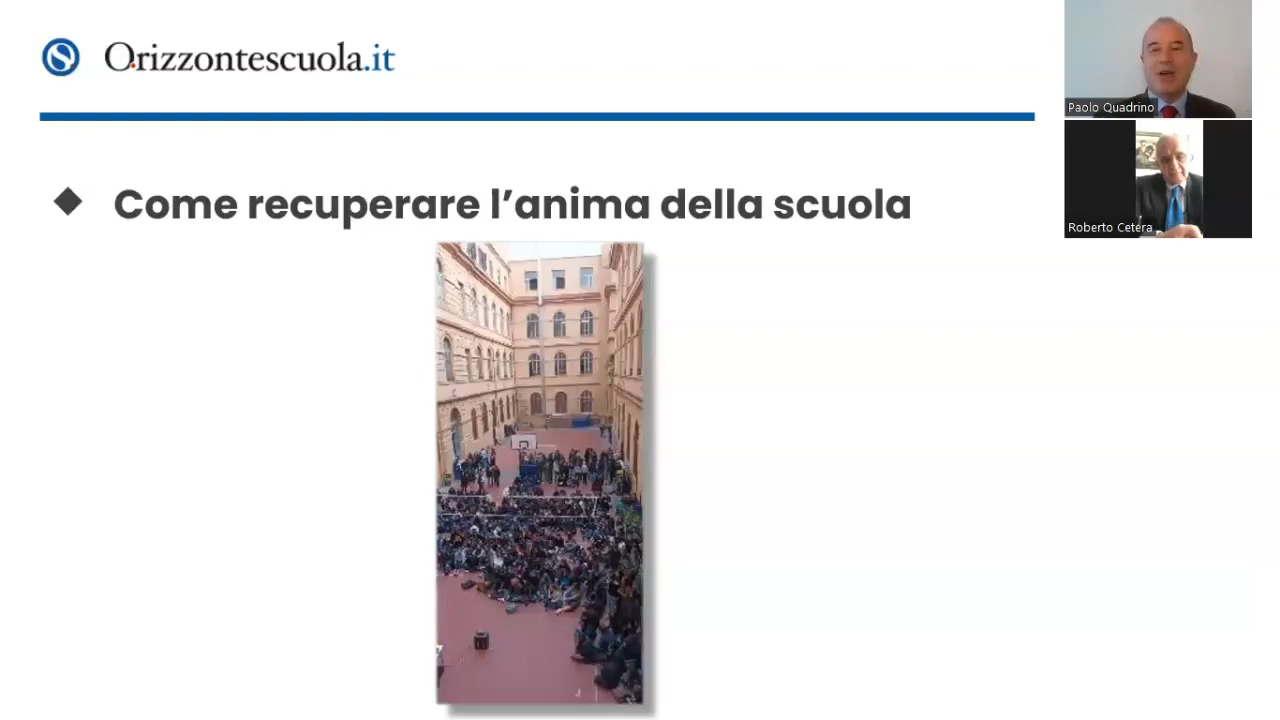 Orizzontescuola.it
Paolo Quadrino
Roberto Cetera
Come recuperare l’anima della scuola